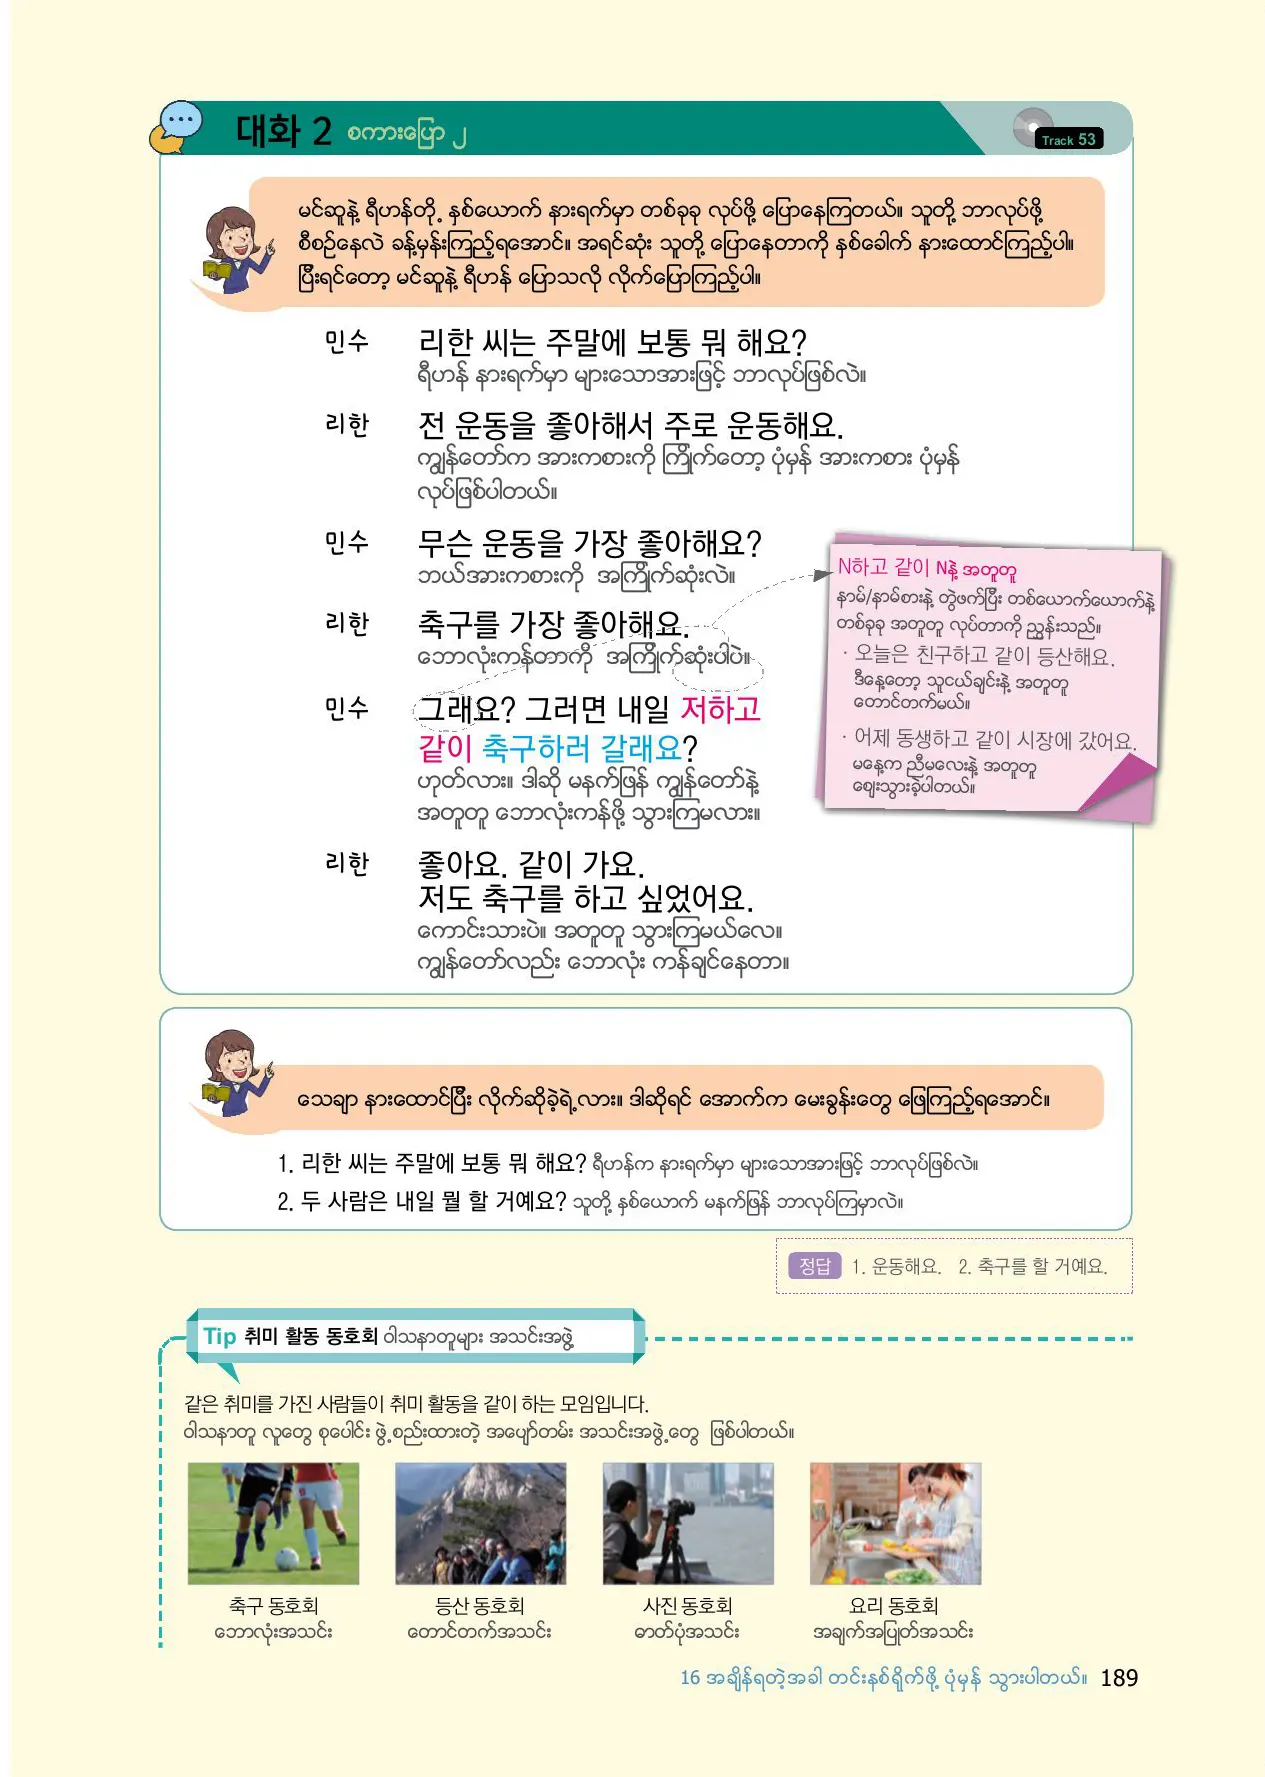 대화 2 စကားပြော ၂
Track 53
မင်ဆူနဲ့ ရီဟန်တို့ နှစ်ယောက် နားရက်မှာ တစ်ခုခု လုပ်ဖို့ ပြောနေကြတယ်။ သူတို့ ဘာလုပ်ဖို့
စီစဉ်နေလဲ ခန့်မှန်းကြည့်ရအောင်။ အရင်ဆုံး သူတို့ ပြောနေတာကို နှစ်ခေါက် နားထောင်ကြည့်ပါ။
ပြီးရင်တော့ မင်ဆူနဲ့ ရီဟန် ပြောသလို လိုက်ပြောကြည့်ပါ။
민수 리한 씨는 주말에 보통 뭐 해요?
ရီဟန် နားရက်မှာ များသောအားဖြင့် ဘာလုပ်ဖြစ်လဲ။
리한 전 운동을 좋아해서 주로 운동해요.
ကျွန်တော်က အားကစားကို ကြိုက်တော့ ပုံမှန် အားကစား ပုံမှန်
လုပ်ဖြစ်ပါတယ်။
민수 무슨 운동을 가장 좋아해요?
ဘယ်အားကစားကို အကြိုက်ဆုံးလဲ။
리한 축구를 가장 좋아해요.
ဘောလုံးကန်တာကို အကြိုက်ဆုံးပါပဲ။
민수 그래요? 그러면 내일 저하고
같이 축구하러 갈래요?
ဟုတ်လား။ ဒါဆို မနက်ဖြန် ကျွန်တော်နဲ့
အတူတူ ဘောလုံးကန်ဖို့ သွားကြမလား။
리한 좋아요. 같이 가요.
저도 축구를 하고 싶었어요.
ကောင်းသားပဲ။ အတူတူ သွားကြမယ်လေ။
ကျွန်တော်လည်း ဘောလုံး ကန်ချင်နေတာ။
N하고 같이 Nနဲ့ အတူတူ
နာမ်/နာမ်စားနဲ့ တွဲဖက်ပြီး တစ်ယောက်ယောက်နဲ့
တစ်ခုခု အတူတူ လုပ်တာကို ညွှန်းသည်။
· 오늘은 친구하고 같이 등산해요.
ဒီနေ့တော့ သူငယ်ချင်းနဲ့ အတူတူ
တောင်တက်မယ်။
· 어제 동생하고 같이 시장에 갔어요.
မနေ့က ညီမလေးနဲ့ အတူတူ
ဈေးသွားခဲ့ပါတယ်။
သေချာ နားထောင်ပြီး လိုက်ဆိုခဲ့ရဲ့လား။ ဒါဆိုရင် အောက်က မေးခွန်းတွေ ဖြေကြည့်ရအောင်။
1. 리한 씨는 주말에 보통 뭐 해요? ရီဟန်က နားရက်မှာ များသောအားဖြင့် ဘာလုပ်ဖြစ်လဲ။
2. 두 사람은 내일 뭘 할 거예요? သူတို့ နှစ်ယောက် မနက်ဖြန် ဘာလုပ်ကြမှာလဲ။
정답 1. 운동해요. 2. 축구를 할 거예요.
Tip 취미 활동 동호회 ဝါသနာတူများ အသင်းအဖွဲ့
같은 취미를 가진 사람들이 취미 활동을 같이 하는 모임입니다.
ဝါသနာတူ လူတွေ စုပေါင်း ဖွဲ့စည်းထားတဲ့ အပျော်တမ်း အသင်းအဖွဲ့တွေ ဖြစ်ပါတယ်။
축구 동호회 등산 동호회 사진 동호회 요리 동호회
ဘောလုံးအသင်း တောင်တက်အသင်း ဓာတ်ပုံအသင်း အချက်အပြုတ်အသင်း
16 အချိန်ရတဲ့အခါ တင်းနစ်ရိုက်ဖို့ ပုံမှန် သွားပါတယ်။ 189